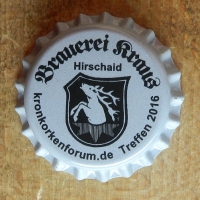 Brauerei Kraus
Hirschaid
kronkorkenforum.de Treffen 2016